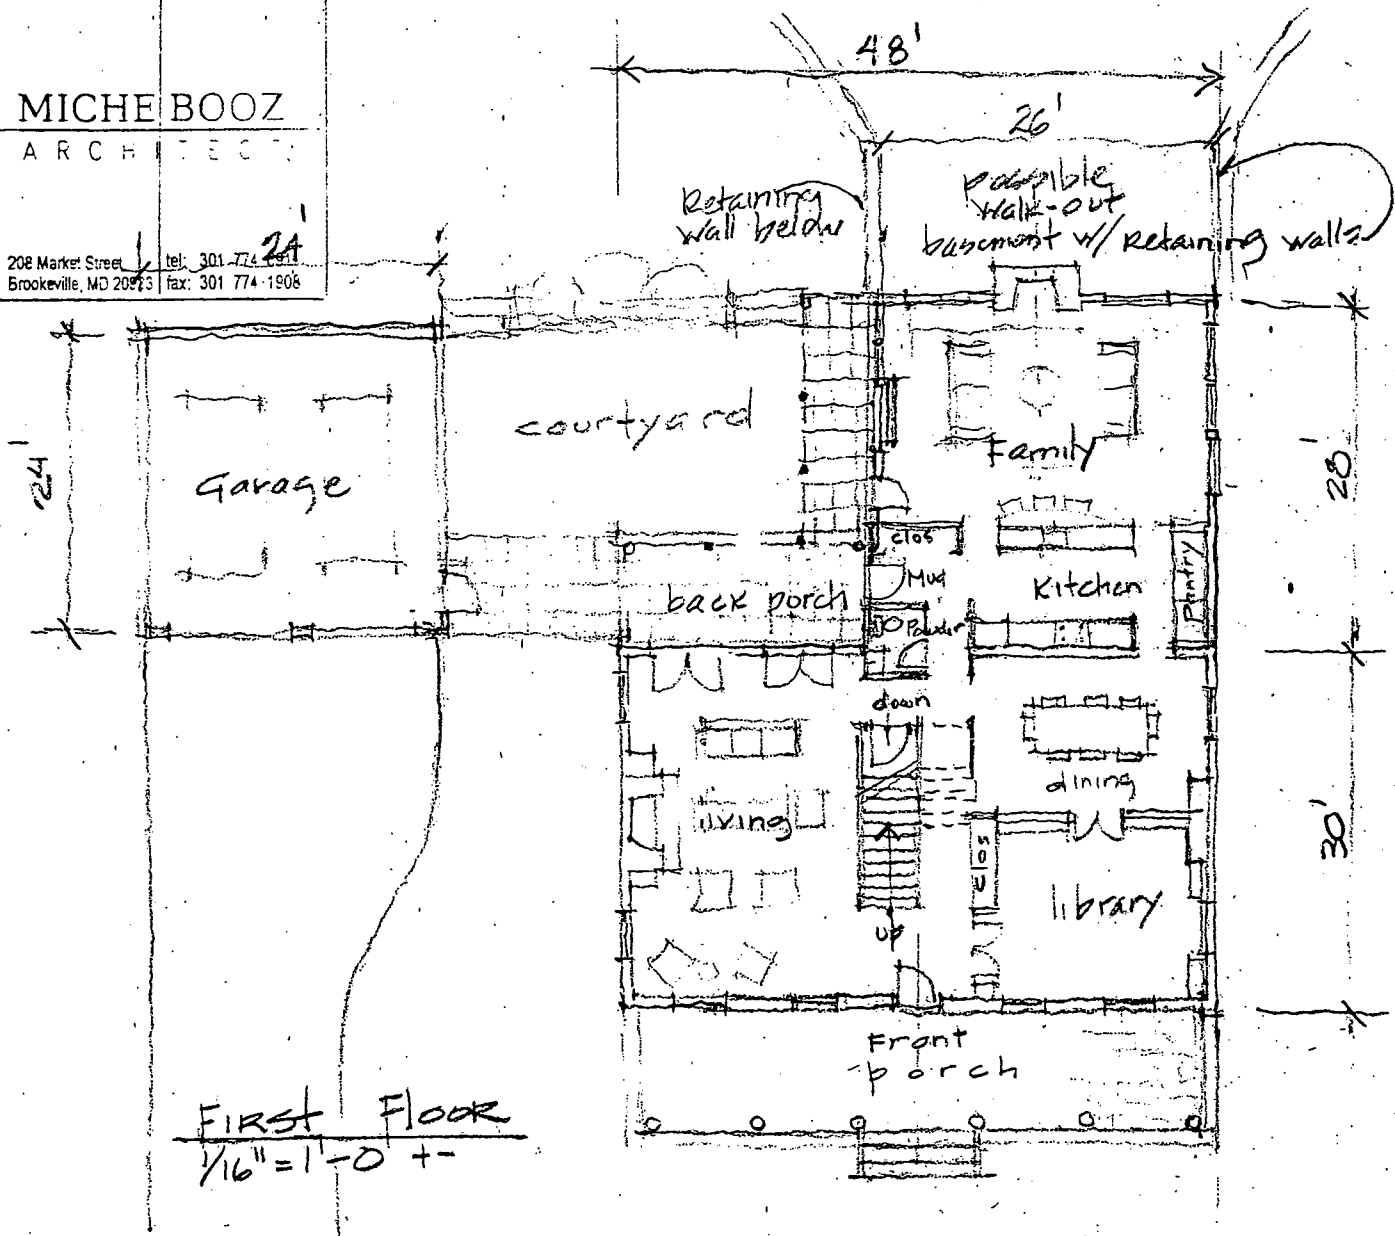 MICHE BOOZ
ARCHITECT
208 Market Street
Brookeville, MD 20833
tel: 301 774
fax: 301 774-1908
48'
26'
24'
Retaining
wall below
possible
walk-out
basement w/ Retaining walls
24'
28'
30'
courtyard
Garage
Family
clos
Mud
Kitchen
Pantry
back porch
Powder
down
dining
living
clos
library
up
Front
porch
First Floor
1/16" = 1'-0 +-